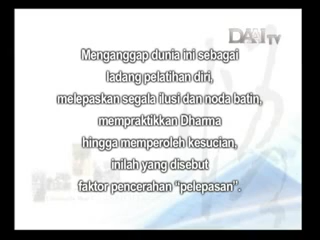 DAAI TV
Menganggap dunia ini sebagai
ladang pelatihan diri,
melepaskan segala ilusi dan noda batin,
mempraktikkan Dharma
hingga memperoleh kesucian,
inilah yang disebut
faktor pencerahan "pelepasan".